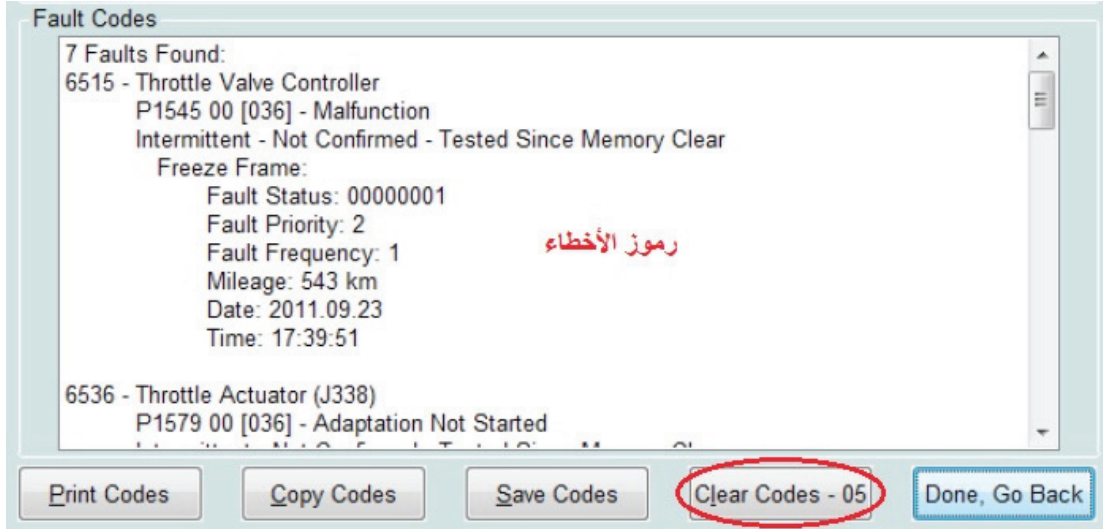 Fault Codes
7 Faults Found:
6515 - Throttle Valve Controller
P1545 00 [036] - Malfunction
Intermittent - Not Confirmed - Tested Since Memory Clear
Freeze Frame:
Fault Status: 00000001
Fault Priority: 2
Fault Frequency: 1
رموز الأخطاء
Mileage: 543 km
Date: 2011.09.23
Time: 17:39:51
6536 - Throttle Actuator (J338)
P1579 00 [036] - Adaptation Not Started
Print Codes
Copy Codes
Save Codes
Clear Codes - 05
Done, Go Back